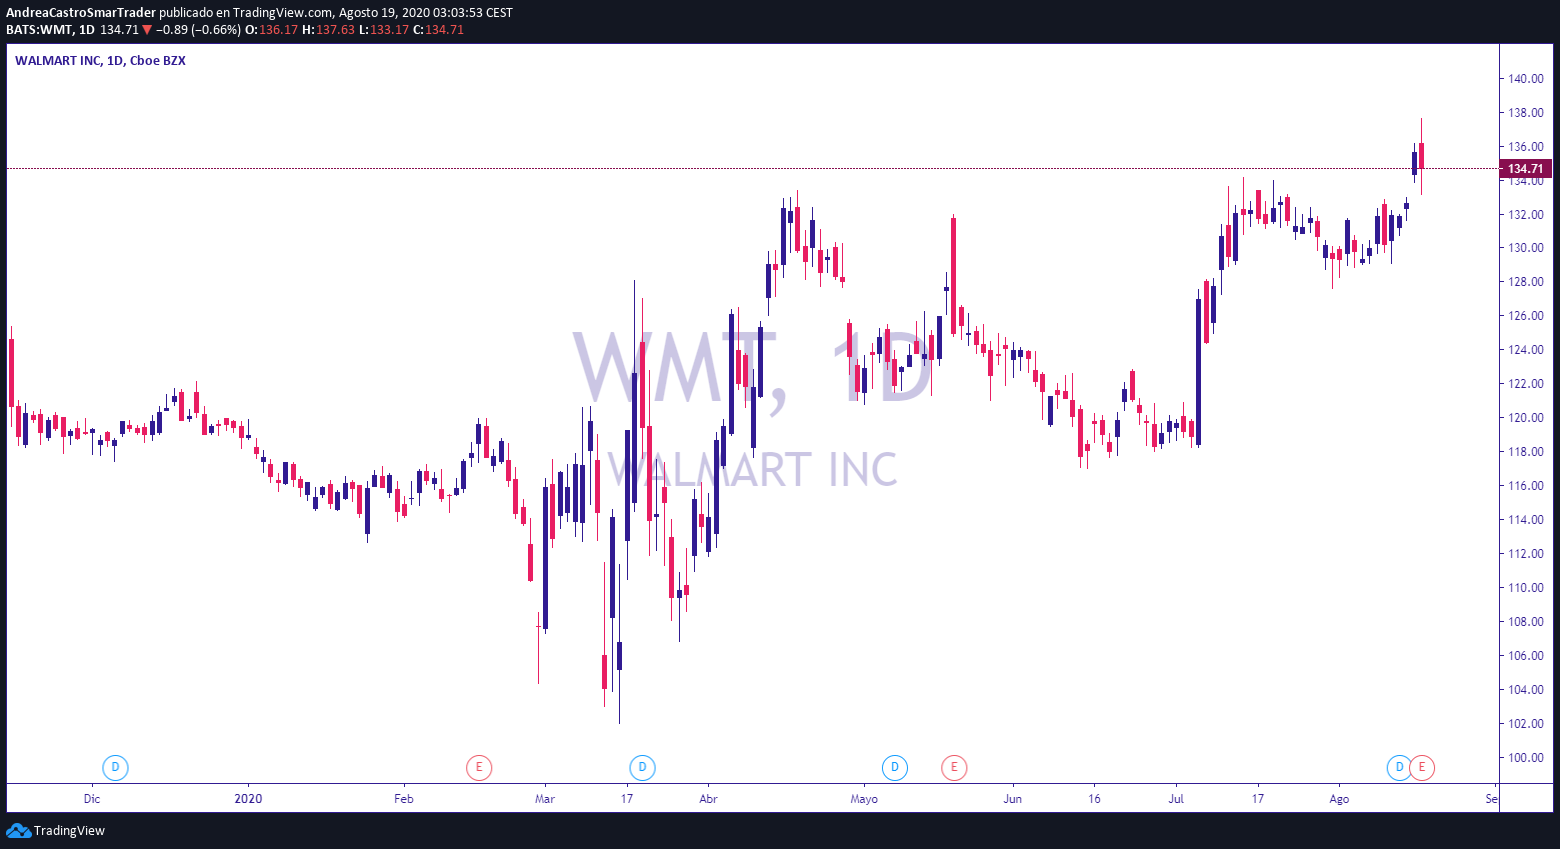 AndreaCastroSmarTrader publicado en TradingView.com, Agosto 19, 2020 03:03:53 CEST
BATS:WMT, 1D 134.71 ▼ −0.89 (−0.66%) O:136.17 H:137.63 L:133.17 C:134.71
WALMART INC, 1D, Cboe BZX
140.00
138.00
136.00
134.71
134.00
132.00
130.00
128.00
126.00
124.00
122.00
120.00
118.00
116.00
114.00
112.00
110.00
108.00
106.00
104.00
102.00
100.00
WMT, 1D
WALMART INC
D E D D E D E
Dic 2020 Feb Mar 17 Abr Mayo Jun 16 Jul 17 Ago Se
TradingView